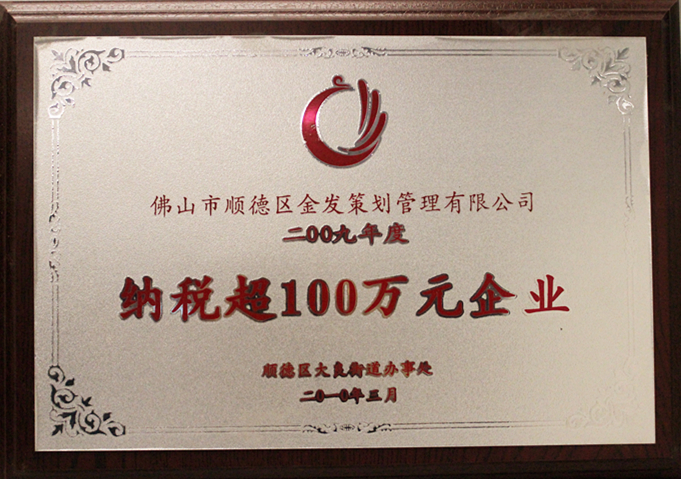 佛山市顺德区金发策划管理有限公司
二00九年度
纳税超100万元企业
顺德区大良街道办事处
二0一0年三月